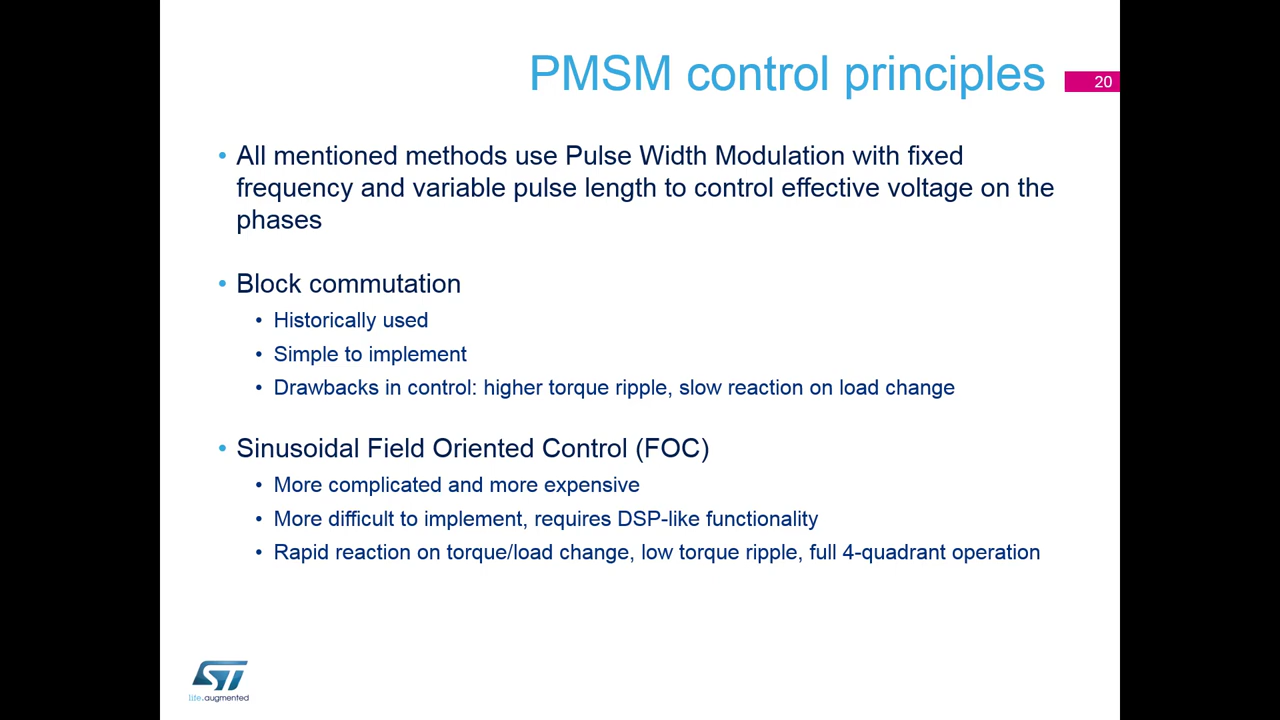 PMSM control principles
20
• All mentioned methods use Pulse Width Modulation with fixed
frequency and variable pulse length to control effective voltage on the
phases
• Block commutation
• Historically used
• Simple to implement
• Drawbacks in control: higher torque ripple, slow reaction on load change
• Sinusoidal Field Oriented Control (FOC)
• More complicated and more expensive
• More difficult to implement, requires DSP-like functionality
• Rapid reaction on torque/load change, low torque ripple, full 4-quadrant operation
ST
life.augmented